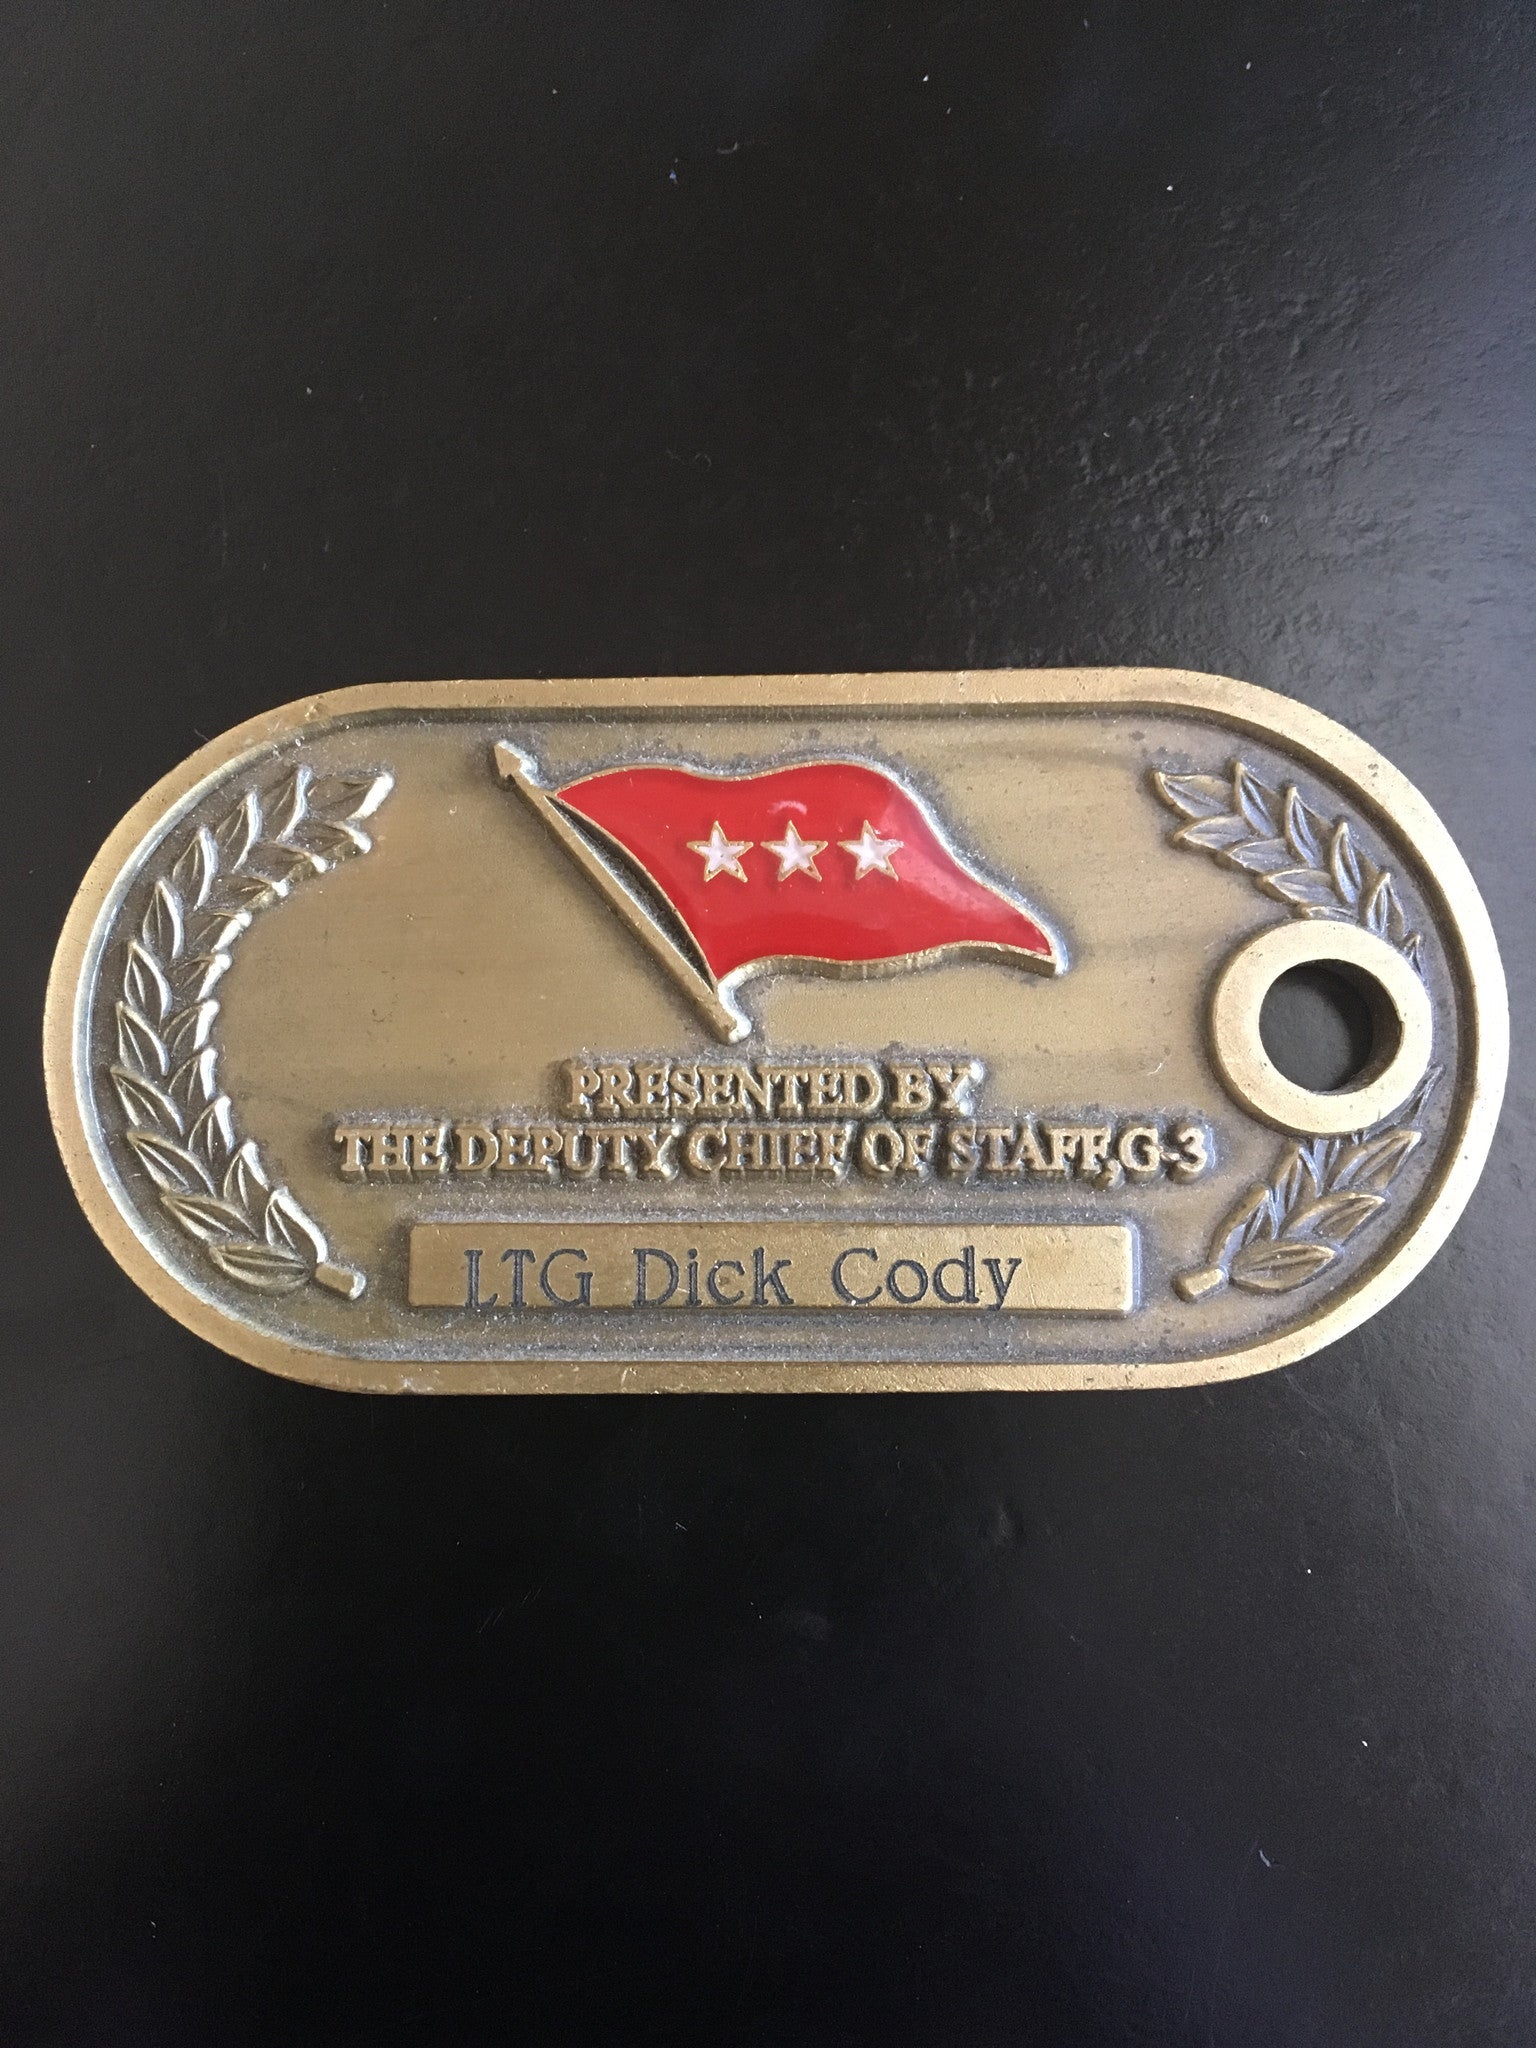 PRESENTED BY
THE DEPUTY CHIEF OF STAFF,G-3
LTG Dick Cody